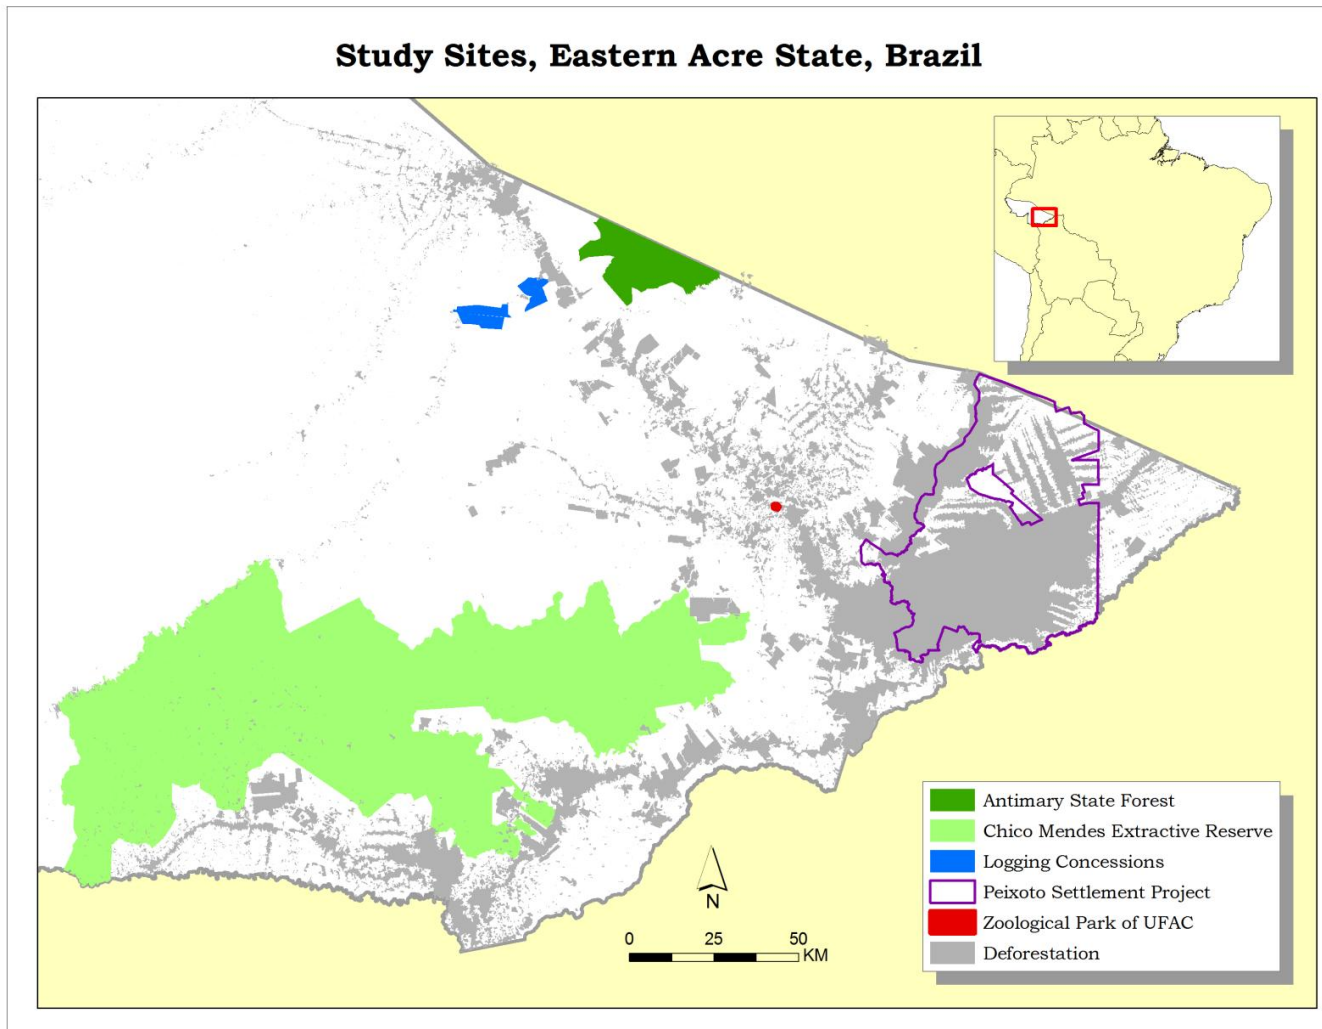 Study Sites, Eastern Acre State, Brazil
Antimary State Forest
Chico Mendes Extractive Reserve
Logging Concessions
Peixoto Settlement Project
Zoological Park of UFAC
Deforestation
N
0 25 50
KM